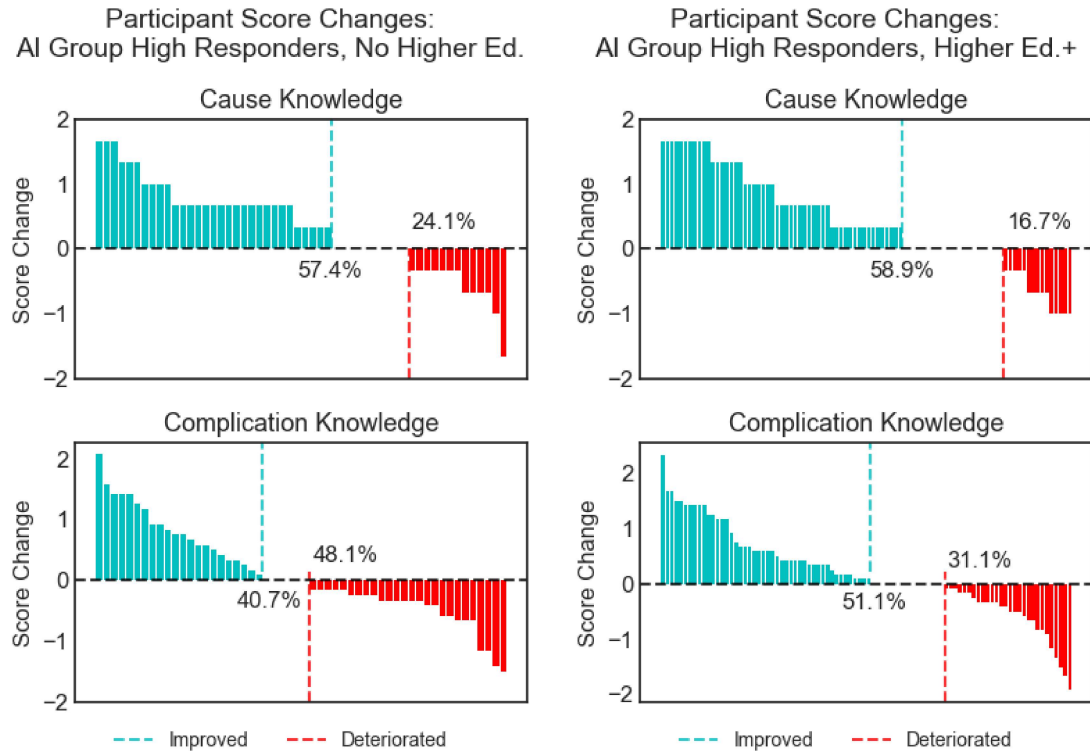 Participant Score Changes:
AI Group High Responders, No Higher Ed.
Cause Knowledge
2
1
0
−1
−2
Score Change
24.1%
57.4%
Complication Knowledge
2
1
0
−1
−2
Score Change
48.1%
40.7%
Improved
Deteriorated
Participant Score Changes:
AI Group High Responders, Higher Ed.+
Cause Knowledge
2
1
0
−1
−2
Score Change
16.7%
58.9%
Complication Knowledge
2
1
0
−1
−2
Score Change
31.1%
51.1%
Improved
Deteriorated